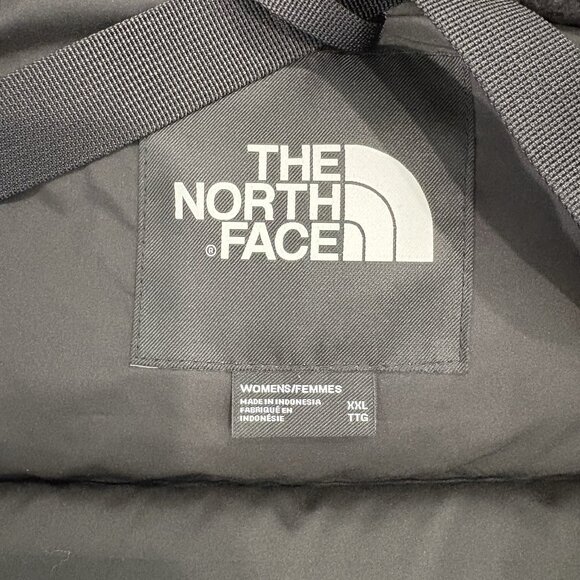 THE
NORTH
® FACE
WOMENS/FEMMES
MADE IN INDONESIA
FABRIQUÉ EN
INDONÉSIE
XXL
TTG